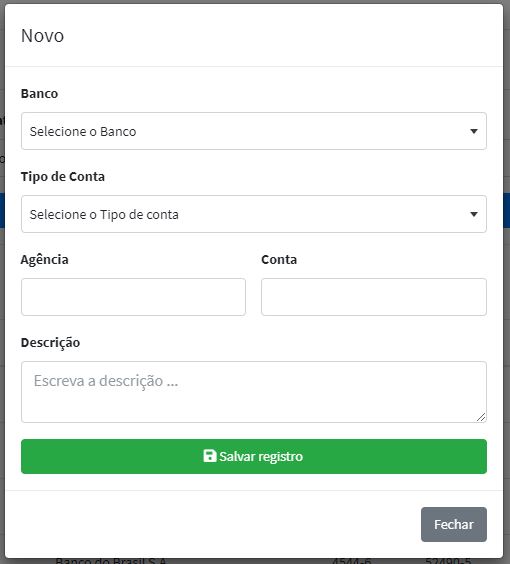 Novo
Banco
Selecione o Banco
Tipo de Conta
Selecione o Tipo de conta
Agência
Conta
Descrição
Escreva a descrição ...
Salvar registro
Fechar
Banco do Brasil S.A. 4544-6 52490-5